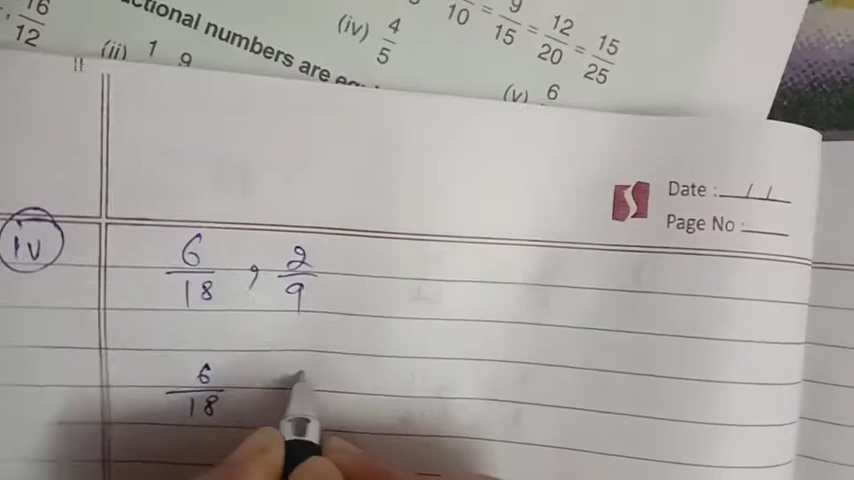 16/12
(ii) 1 9
ctional numbers are
(iv) 4/5
10 = 9/15 = 12/20 = 15/25
(v) 6
Date : / /
Page No :
iv 6/18 , 2/9
6/18